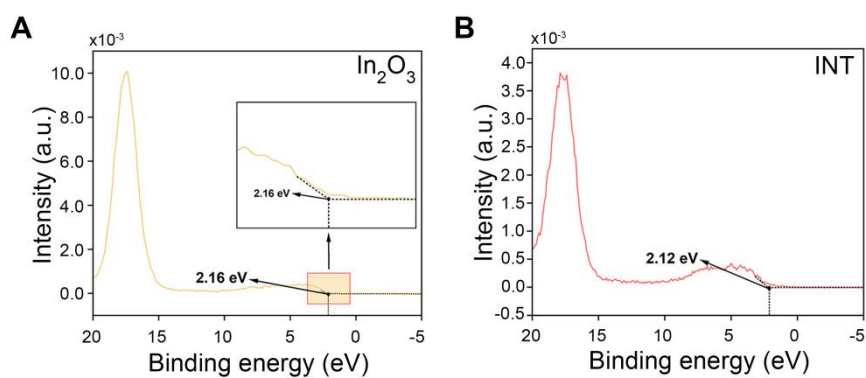 A
x10⁻³
In₂O₃
10.0
8.0
6.0
4.0
2.0
0.0
Intensity (a.u.)
2.16 eV
2.16 eV
20 15 10 5 0 -5
Binding energy (eV)
B
x10⁻³
INT
4.0
3.5
3.0
2.5
2.0
1.5
1.0
0.5
0.0
-0.5
Intensity (a.u.)
2.12 eV
20 15 10 5 0 -5
Binding energy (eV)